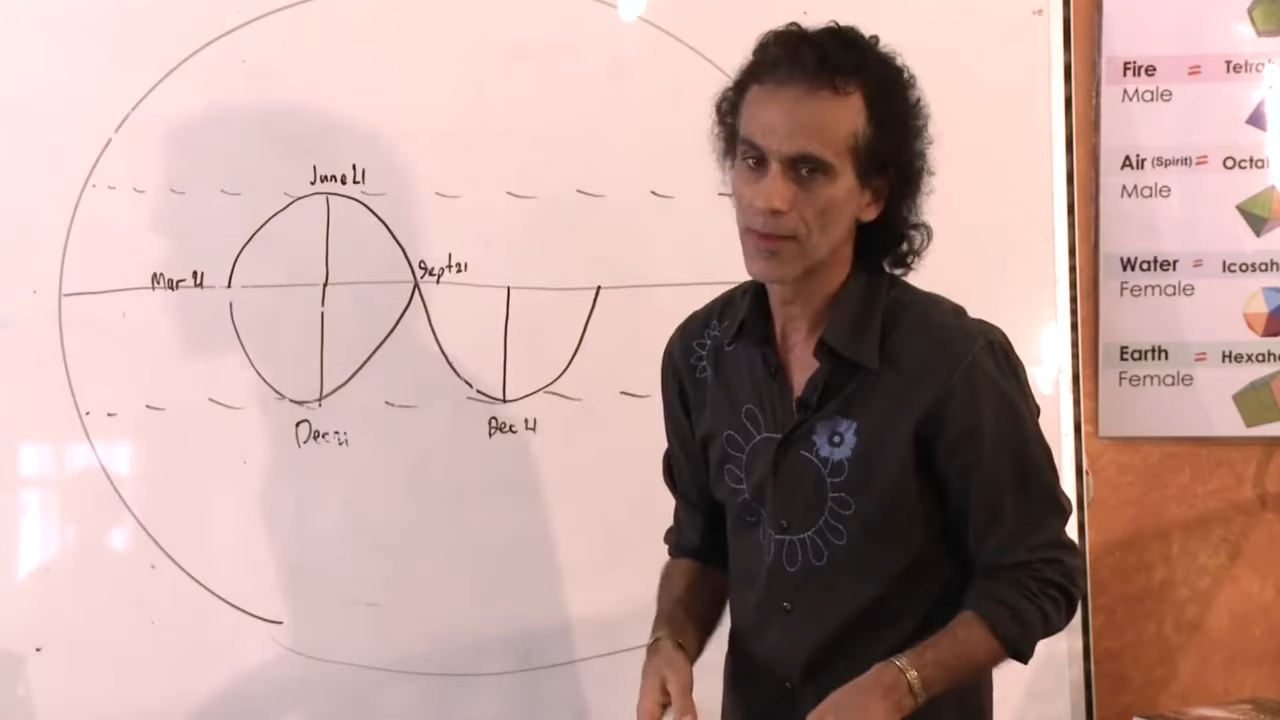 June 21
Mar 21
Sept 21
Dec 21
Dec 21
Fire = Tetra
Male
Air (Spirit) = Octa
Male
Water = Icosah
Female
Earth = Hexah
Female